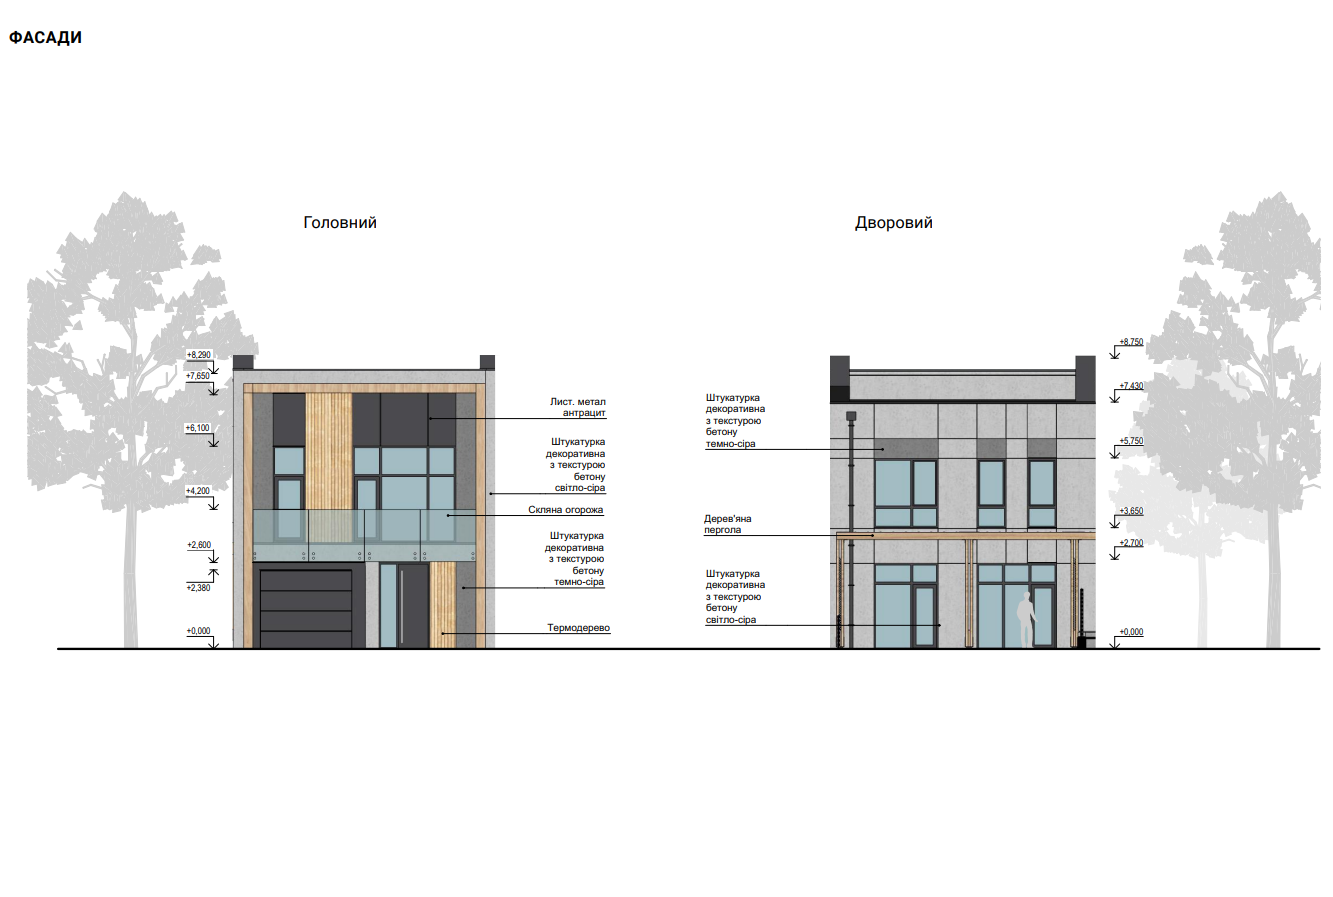 ФАСАДИ
Головний
Дворовий
+8,290
+7,650
+6,100
+4,200
+2,600
+2,380
+0,000
Лист. метал
антрацит
Штукатурка
декоративна
з текстурою
бетону
світло-сіра
Скляна огорожа
Штукатурка
декоративна
з текстурою
бетону
темно-сіра
Термодерево
Штукатурка
декоративна
з текстурою
бетону
темно-сіра
Дерев'яна
пергола
Штукатурка
декоративна
з текстурою
бетону
світло-сіра
+8,750
+7,430
+5,750
+3,650
+2,700
+0,000